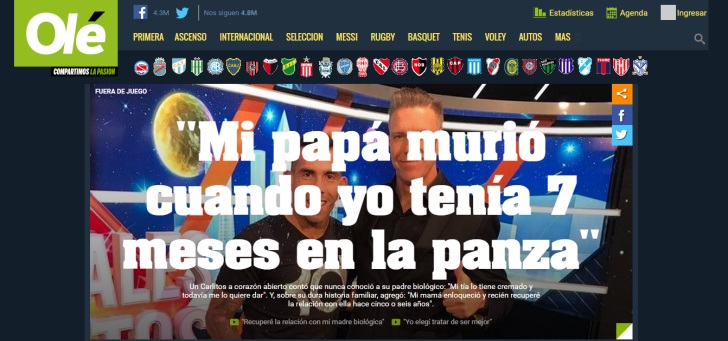 4.5M
Nos siguen 4.8M
Estadísticas
Agenda
Ingresar
Olé
COMPARTIMOS LA PASION
PRIMERA ASCENSO INTERNACIONAL SELECCION MESSI RUGBY BASQUET TENIS VOLEY AUTOS MAS
FUERA DE JUEGO
"Mi papá murió
cuando yo tenía 7
meses en la panza"
Un Carlitos a corazón abierto contó que nunca conoció a su padre biológico: "Mi tía lo tiene cremado y
todavía me lo quiere dar". Y, sobre su dura historia familiar, agregó: "Mi mamá enloqueció y recién recuperé
la relación con ella hace cinco o seis años".
"Recuperé la relación con mi madre biológica"
"Yo elegí tratar de ser mejor"